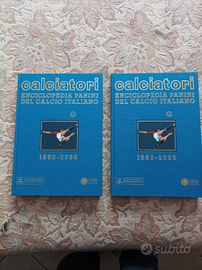 calciatori
ENCICLOPEDIA PANINI
DEL CALCIO ITALIANO
1960-2000
calciatori
ENCICLOPEDIA PANINI
DEL CALCIO ITALIANO
1960-2000
subito